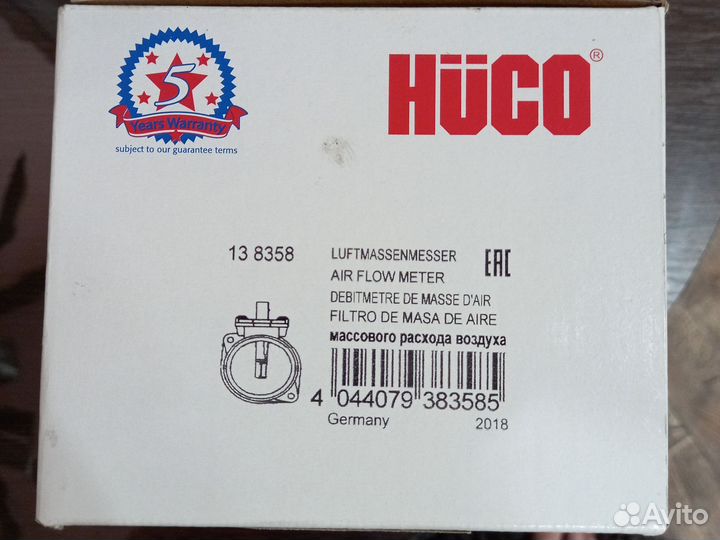 5
Years Warranty
subject to our guarantee terms
HÜCO®
13 8358
LUFTMASSENMESSER
EAC
AIR FLOW METER
DEBITMETRE DE MASSE D'AIR
FILTRO DE MASA DE AIRE
массового расхода воздуха
4 044079 383585
Germany 2018
Avito